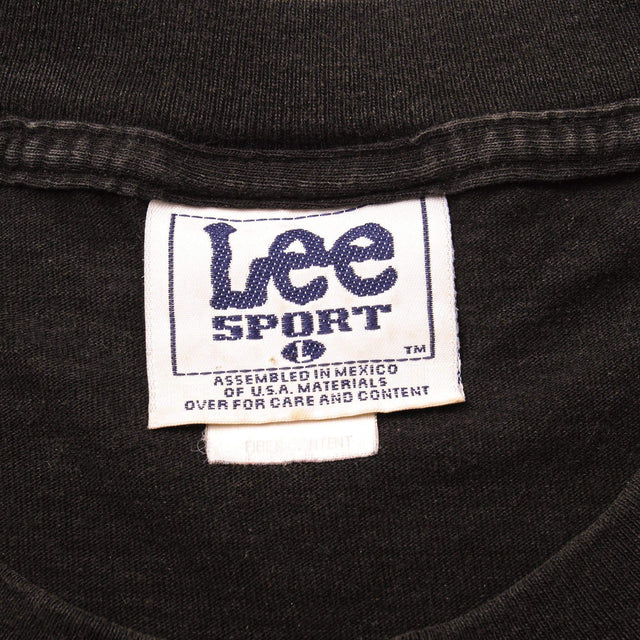 Lee
SPORT
L
TM
ASSEMBLED IN MEXICO
OF U.S.A. MATERIALS
OVER FOR CARE AND CONTENT
FIBER CONTENT